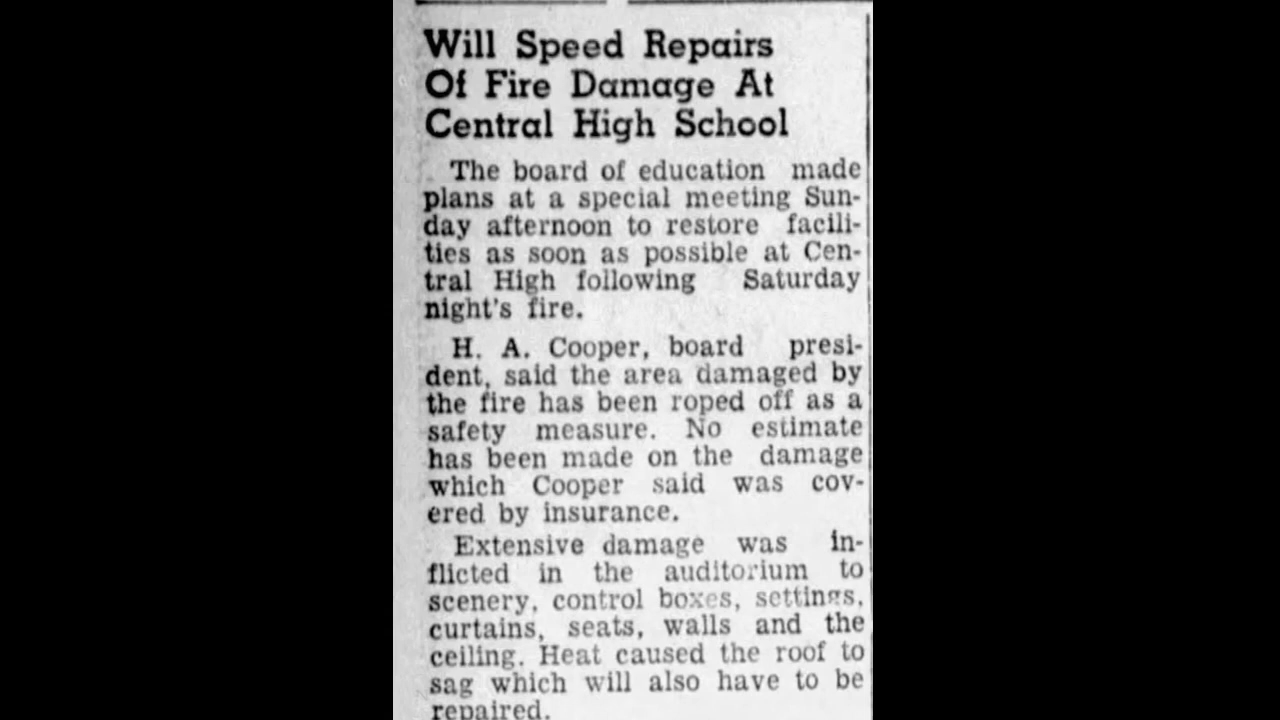 Will Speed Repairs
Of Fire Damage At
Central High School
The board of education made
plans at a special meeting Sun-
day afternoon to restore facili-
ties as soon as possible at Cen-
tral High following Saturday
night's fire.
H. A. Cooper, board presi-
dent, said the area damaged by
the fire has been roped off as a
safety measure. No estimate
has been made on the damage
which Cooper said was cov-
ered by insurance.
Extensive damage was in-
flicted in the auditorium to
scenery, control boxes, settings,
curtains, seats, walls and the
ceiling. Heat caused the roof to
sag which will also have to be
repaired.